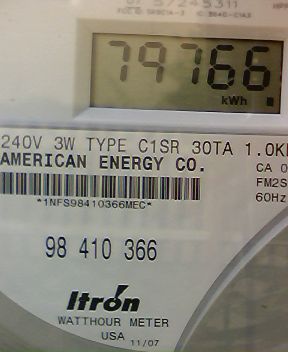 57245311
79766
kWh
240V 3W TYPE C1SR 30TA 1.0K
AMERICAN ENERGY CO.
CA 0
FM2S
60Hz
*1NFS98410366MEC*
98 410 366
Itron
WATTHOUR METER
USA 11/07